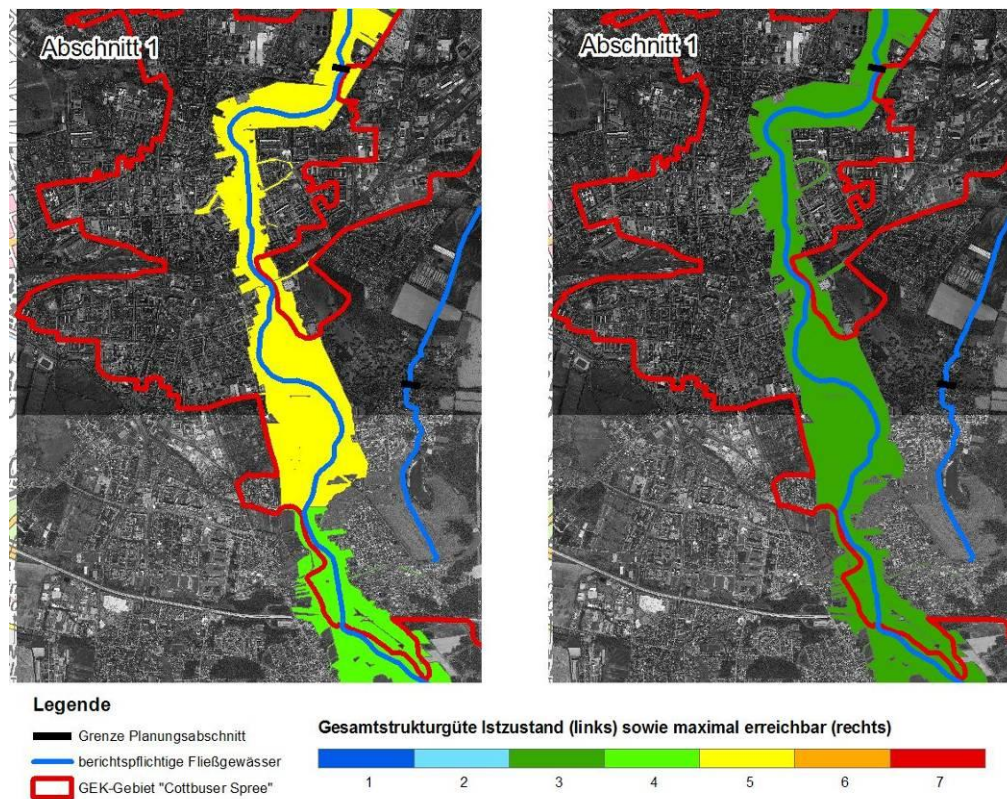 Abschnitt 1
Abschnitt 1
Legende
Grenze Planungsabschnitt
berichtspflichtige Fließgewässer
GEK-Gebiet "Cottbuser Spree"
Gesamtstrukturgüte Istzustand (links) sowie maximal erreichbar (rechts)
1 2 3 4 5 6 7